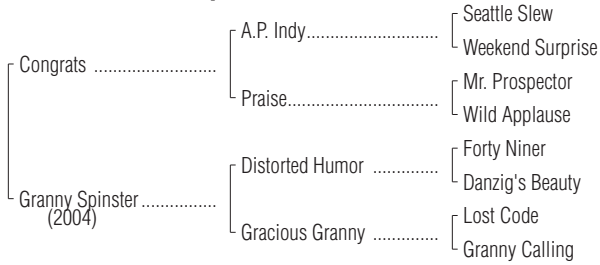 Seattle Slew
A.P. Indy..............................
Weekend Surprise
Congrats ............................
Mr. Prospector
Praise..................................
Wild Applause
Forty Niner
Distorted Humor ...............
Danzig's Beauty
Granny Spinster.................
(2004)
Lost Code
Gracious Granny ...............
Granny Calling